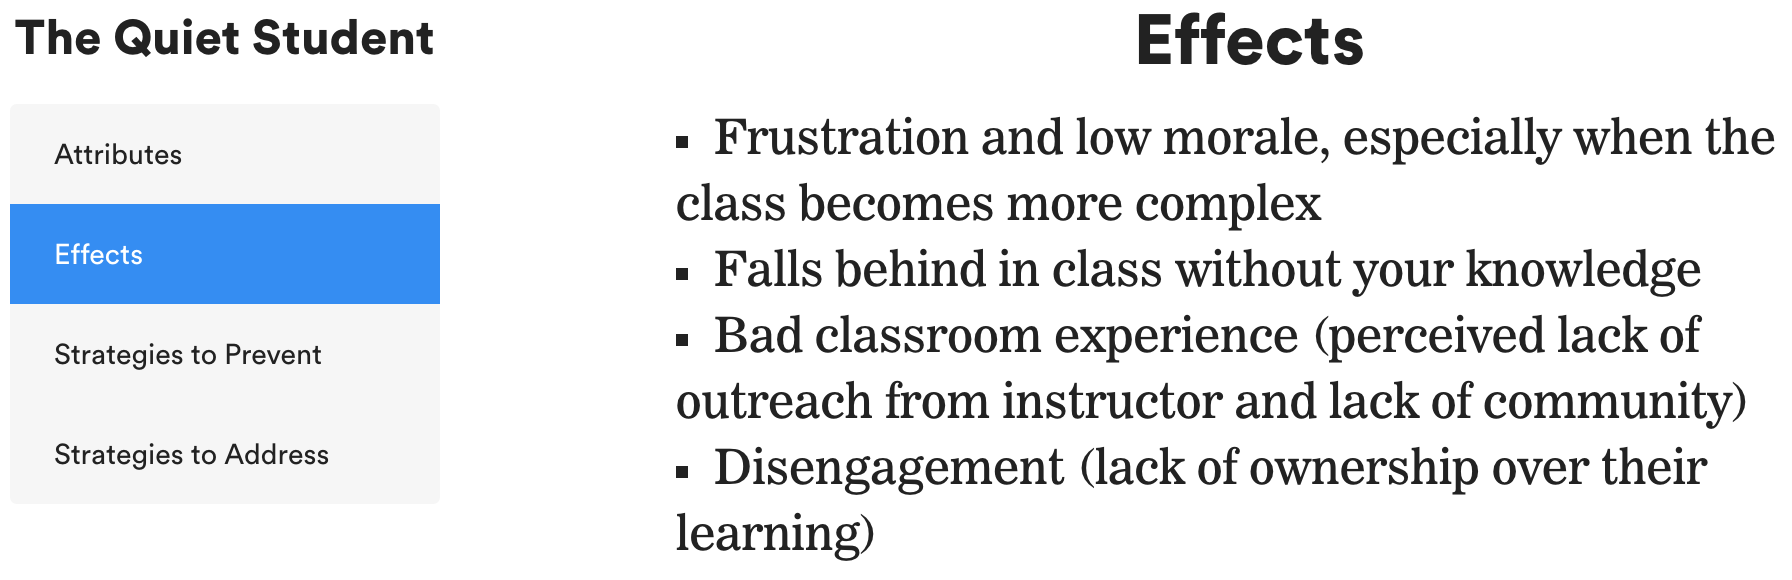 The Quiet Student
Attributes
Effects
Strategies to Prevent
Strategies to Address
Effects
▪ Frustration and low morale, especially when the
class becomes more complex
▪ Falls behind in class without your knowledge
▪ Bad classroom experience (perceived lack of
outreach from instructor and lack of community)
▪ Disengagement (lack of ownership over their
learning)